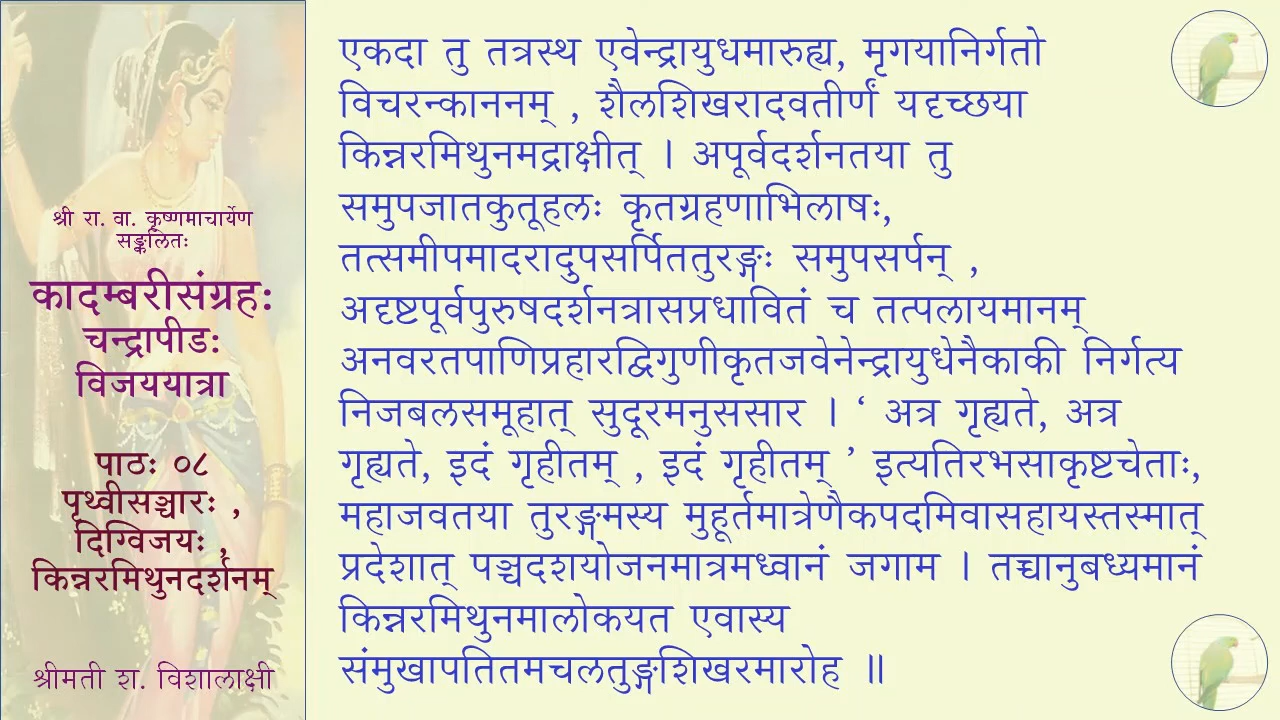 श्री रा. वा. कृष्णमाचार्येण
सङ्कलितः
कादम्बरीसंग्रहः
चन्द्रापीडः
विजययात्रा
पाठः ०८
पृथ्वीसञ्चारः ,
दिग्विजयः ,
किन्नरमिथुनदर्शनम्
श्रीमती श. विशालाक्षी
एकदा तु तत्रस्थ एवेन्द्रायुधमारुह्य, मृगयानिर्गतो
विचरन्काननम् , शैलशिखरादवतीर्णं यदृच्छया
किन्नरमिथुनमद्राक्षीत् । अपूर्वदर्शनतया तु
समुपजातकुतूहलः कृतग्रहणाभिलाषः,
तत्समीपमादरादुपसर्पिततुरङ्गः समुपसर्पन् ,
अदृष्टपूर्वपुरुषदर्शनत्रासप्रधावितं च तत्पलायमानम्
अनवरतपाणिप्रहारद्विगुणीकृतजवेनेन्द्रायुधेनैकाकी निर्गत्य
निजबलसमूहात् सुदूरमनुससार । ‘ अत्र गृह्यते, अत्र
गृह्यते, इदं गृहीतम् , इदं गृहीतम् ’ इत्यतिरभसाकृष्टचेताः,
महाजवतया तुरङ्गमस्य मुहूर्तमात्रेणैकपदमिवासहायस्तस्मात्
प्रदेशात् पञ्चदशयोजनमात्रमध्वानं जगाम । तच्चानुबध्यमानं
किन्नरमिथुनमालोकयत एवास्य
संमुखापतितमचलतुङ्गशिखरमारोह ॥